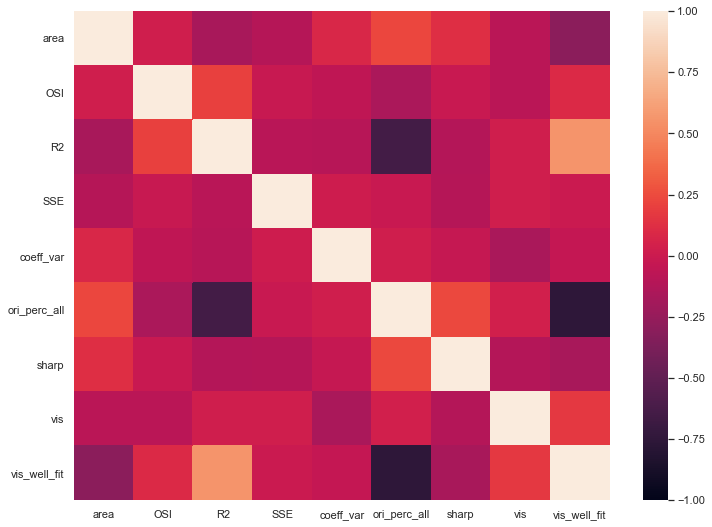 area
OSI
R2
SSE
coeff_var
ori_perc_all
sharp
vis
vis_well_fit
area OSI R2 SSE coeff_var ori_perc_all sharp vis vis_well_fit
1.00
0.75
0.50
0.25
0.00
−0.25
−0.50
−0.75
−1.00